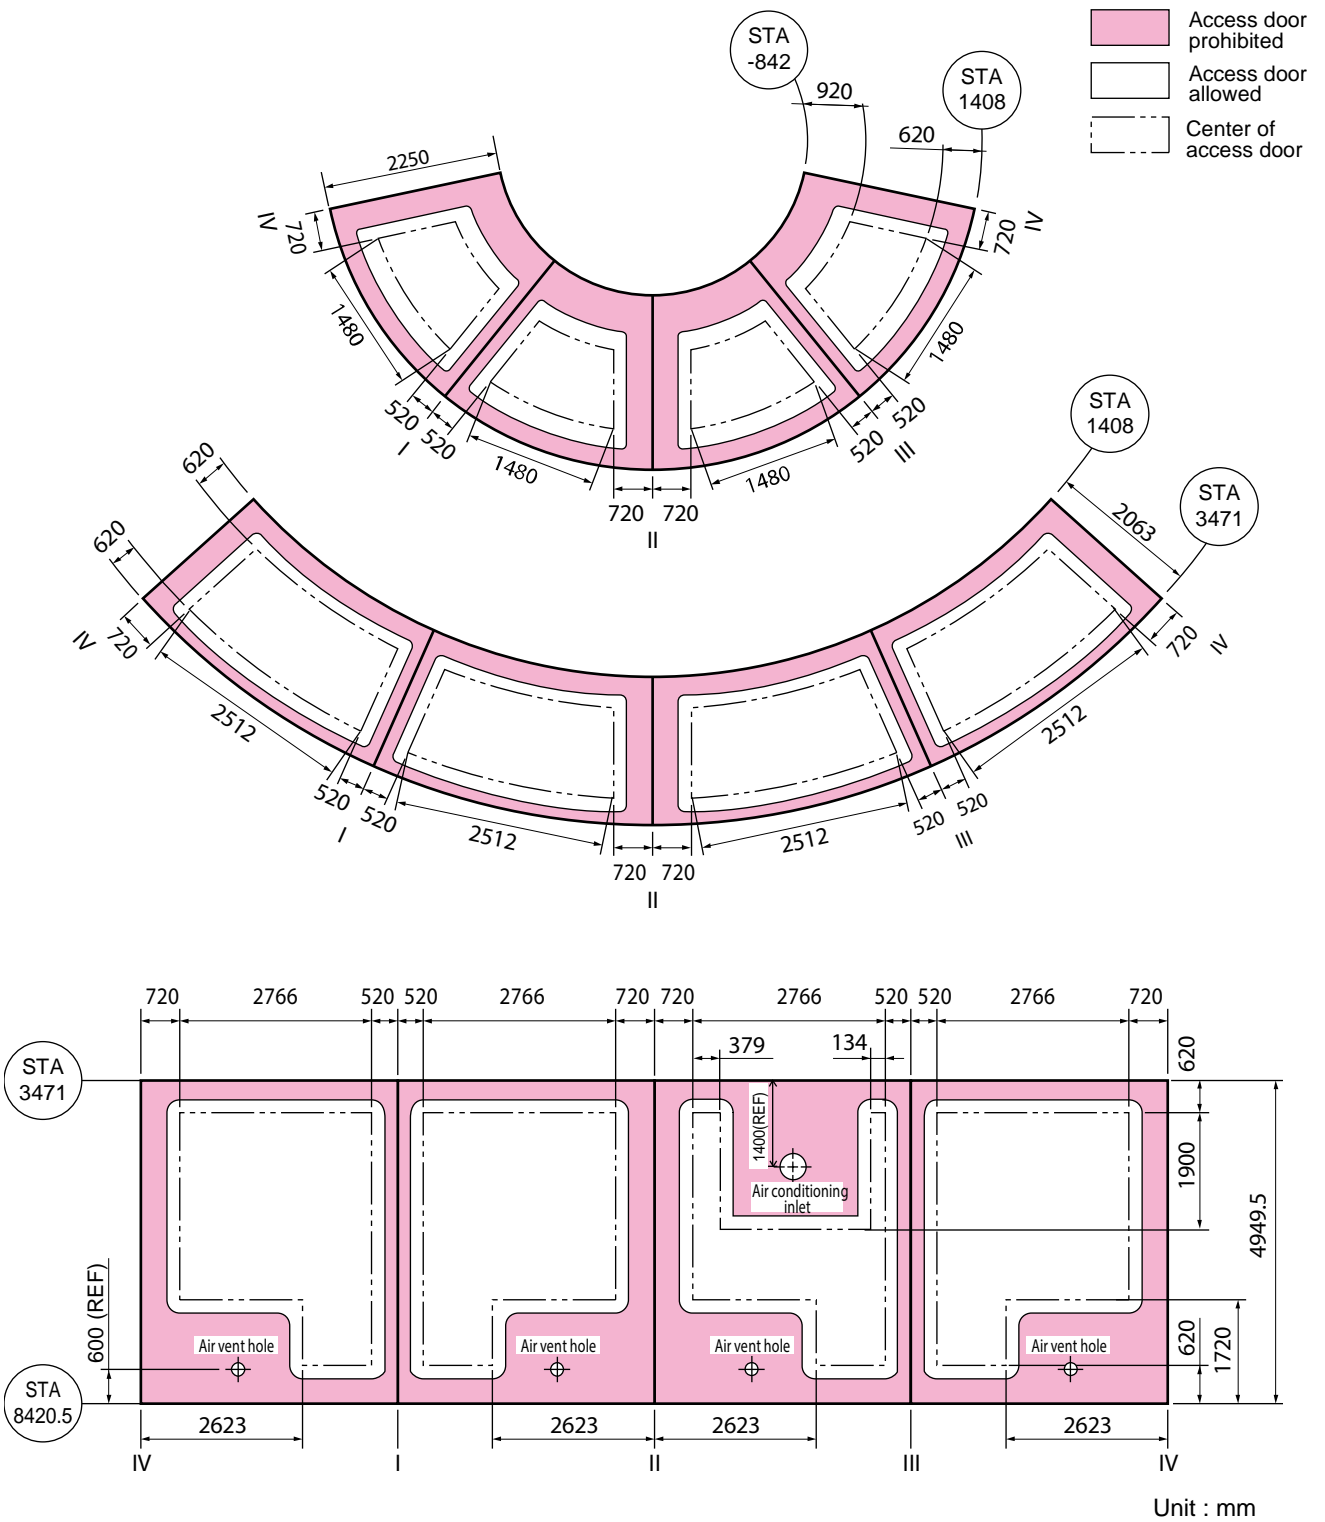 STA
-842
STA
1408
Access door
prohibited
Access door
allowed
Center of
access door
920
620
2250
IV
720
720
IV
1480
1480
520
520
I
1480
720
720
II
1480
520
520
III
STA
1408
STA
3471
2063
620
620
IV
720
720
IV
2512
2512
520
520
I
2512
720
720
II
2512
520
520
III
720
2766
520
520
2766
720
720
2766
520
520
2766
720
379
134
620
STA
3471
1400(REF)
Air conditioning
inlet
1900
4949.5
600 (REF)
Air vent hole
Air vent hole
Air vent hole
Air vent hole
620
1720
STA
8420.5
2623
2623
2623
2623
IV
I
II
III
IV
Unit : mm